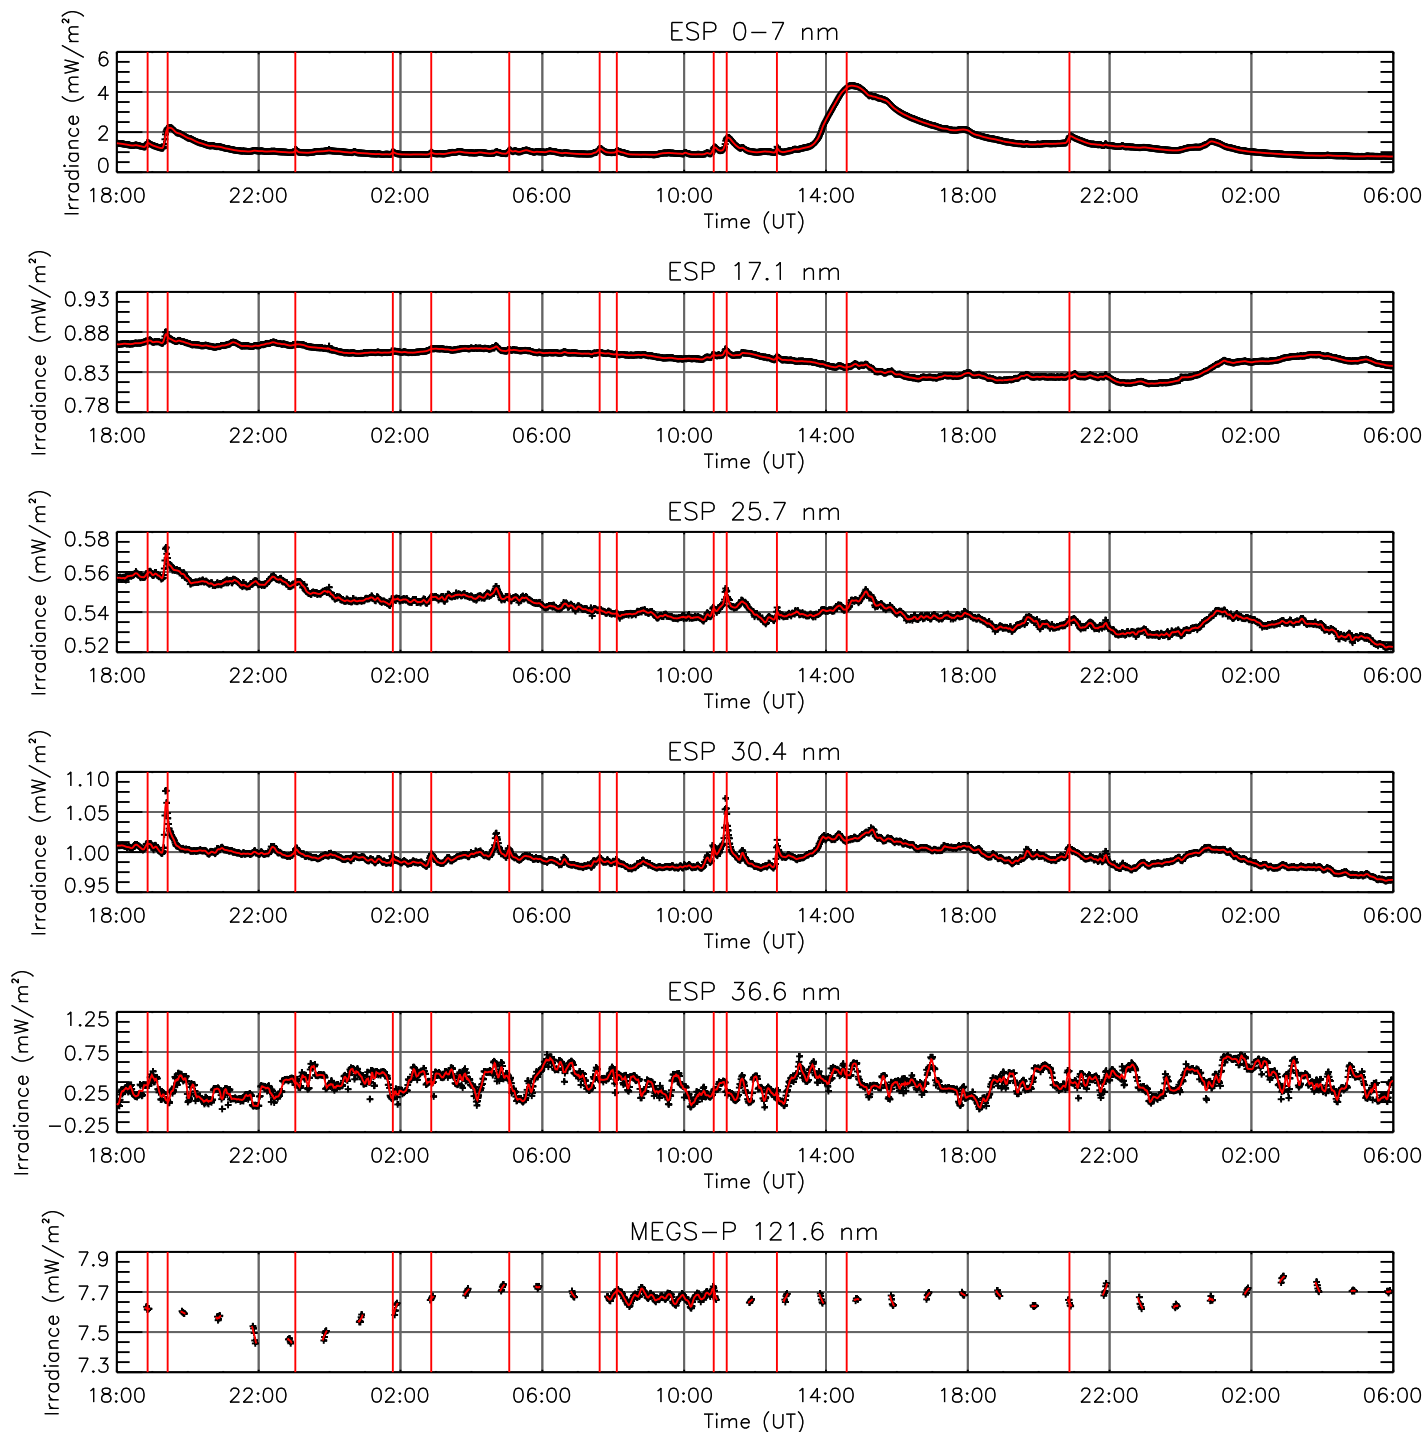 ESP 0-7 nm
Irradiance (mW/m²)
6
4
2
0
18:00 22:00 02:00 06:00 10:00 14:00 18:00 22:00 02:00 06:00
Time (UT)
ESP 17.1 nm
Irradiance (mW/m²)
0.93
0.88
0.83
0.78
18:00 22:00 02:00 06:00 10:00 14:00 18:00 22:00 02:00 06:00
Time (UT)
ESP 25.7 nm
Irradiance (mW/m²)
0.58
0.56
0.54
0.52
18:00 22:00 02:00 06:00 10:00 14:00 18:00 22:00 02:00 06:00
Time (UT)
ESP 30.4 nm
Irradiance (mW/m²)
1.10
1.05
1.00
0.95
18:00 22:00 02:00 06:00 10:00 14:00 18:00 22:00 02:00 06:00
Time (UT)
ESP 36.6 nm
Irradiance (mW/m²)
1.25
0.75
0.25
-0.25
18:00 22:00 02:00 06:00 10:00 14:00 18:00 22:00 02:00 06:00
Time (UT)
MEGS-P 121.6 nm
Irradiance (mW/m²)
7.9
7.7
7.5
7.3
18:00 22:00 02:00 06:00 10:00 14:00 18:00 22:00 02:00 06:00
Time (UT)